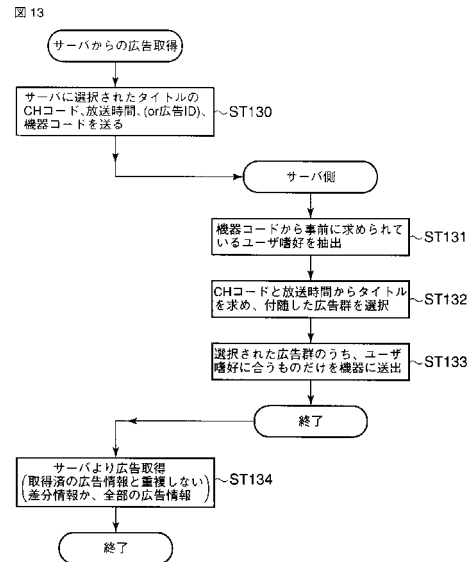 図 13
サーバからの広告取得
サーバに選択されたタイトルの
CHコード、放送時間、(or広告ID)、
機器コードを送る
ST130
サーバ側
機器コードから事前に求められて
いるユーザ嗜好を抽出
ST131
CHコードと放送時間からタイトル
を求め、付随した広告群を選択
ST132
選択された広告群のうち、ユーザ
嗜好に合うものだけを機器に送出
ST133
終了
サーバより広告取得
(取得済の広告情報と重複しない
差分情報か、全部の広告情報)
ST134
終了